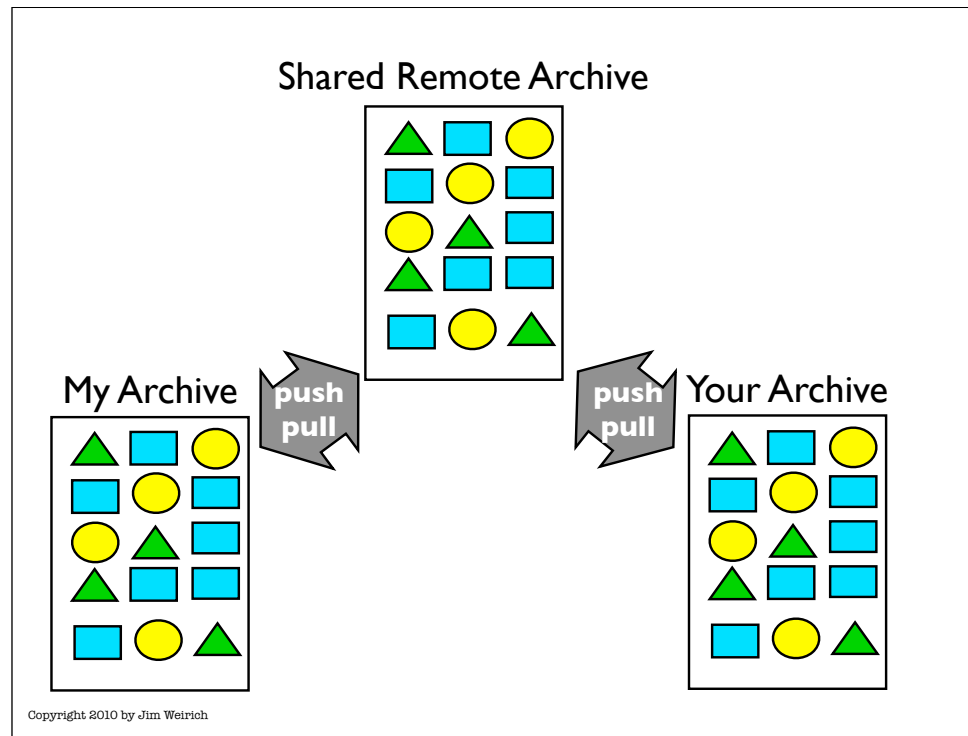 Shared Remote Archive
My Archive
push
pull
push
pull
Your Archive
Copyright 2010 by Jim Weirich